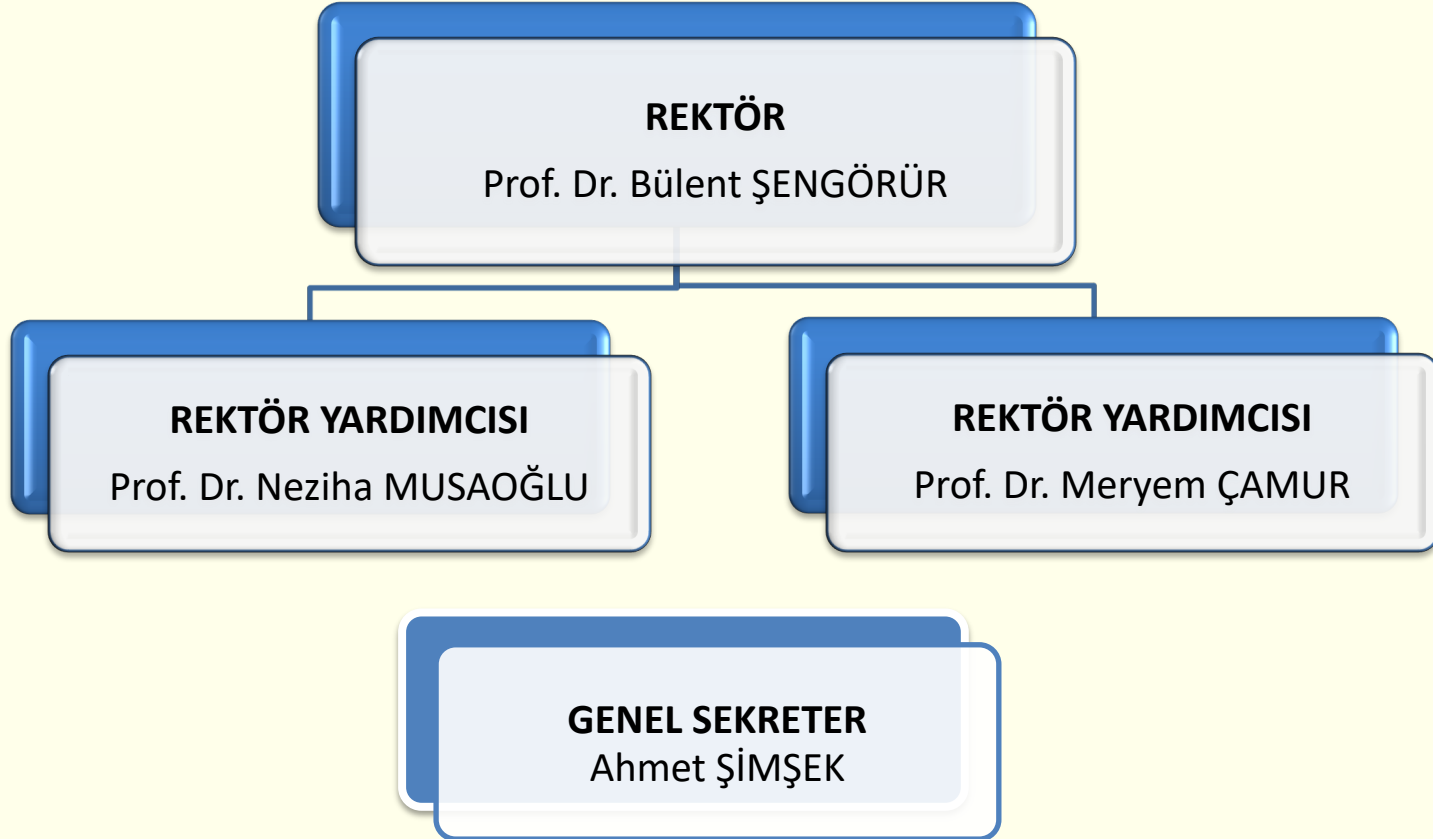 REKTÖR
Prof. Dr. Bülent ŞENGÖRÜR
REKTÖR YARDIMCISI
Prof. Dr. Neziha MUSAOĞLU
REKTÖR YARDIMCISI
Prof. Dr. Meryem ÇAMUR
GENEL SEKRETER
Ahmet ŞİMŞEK